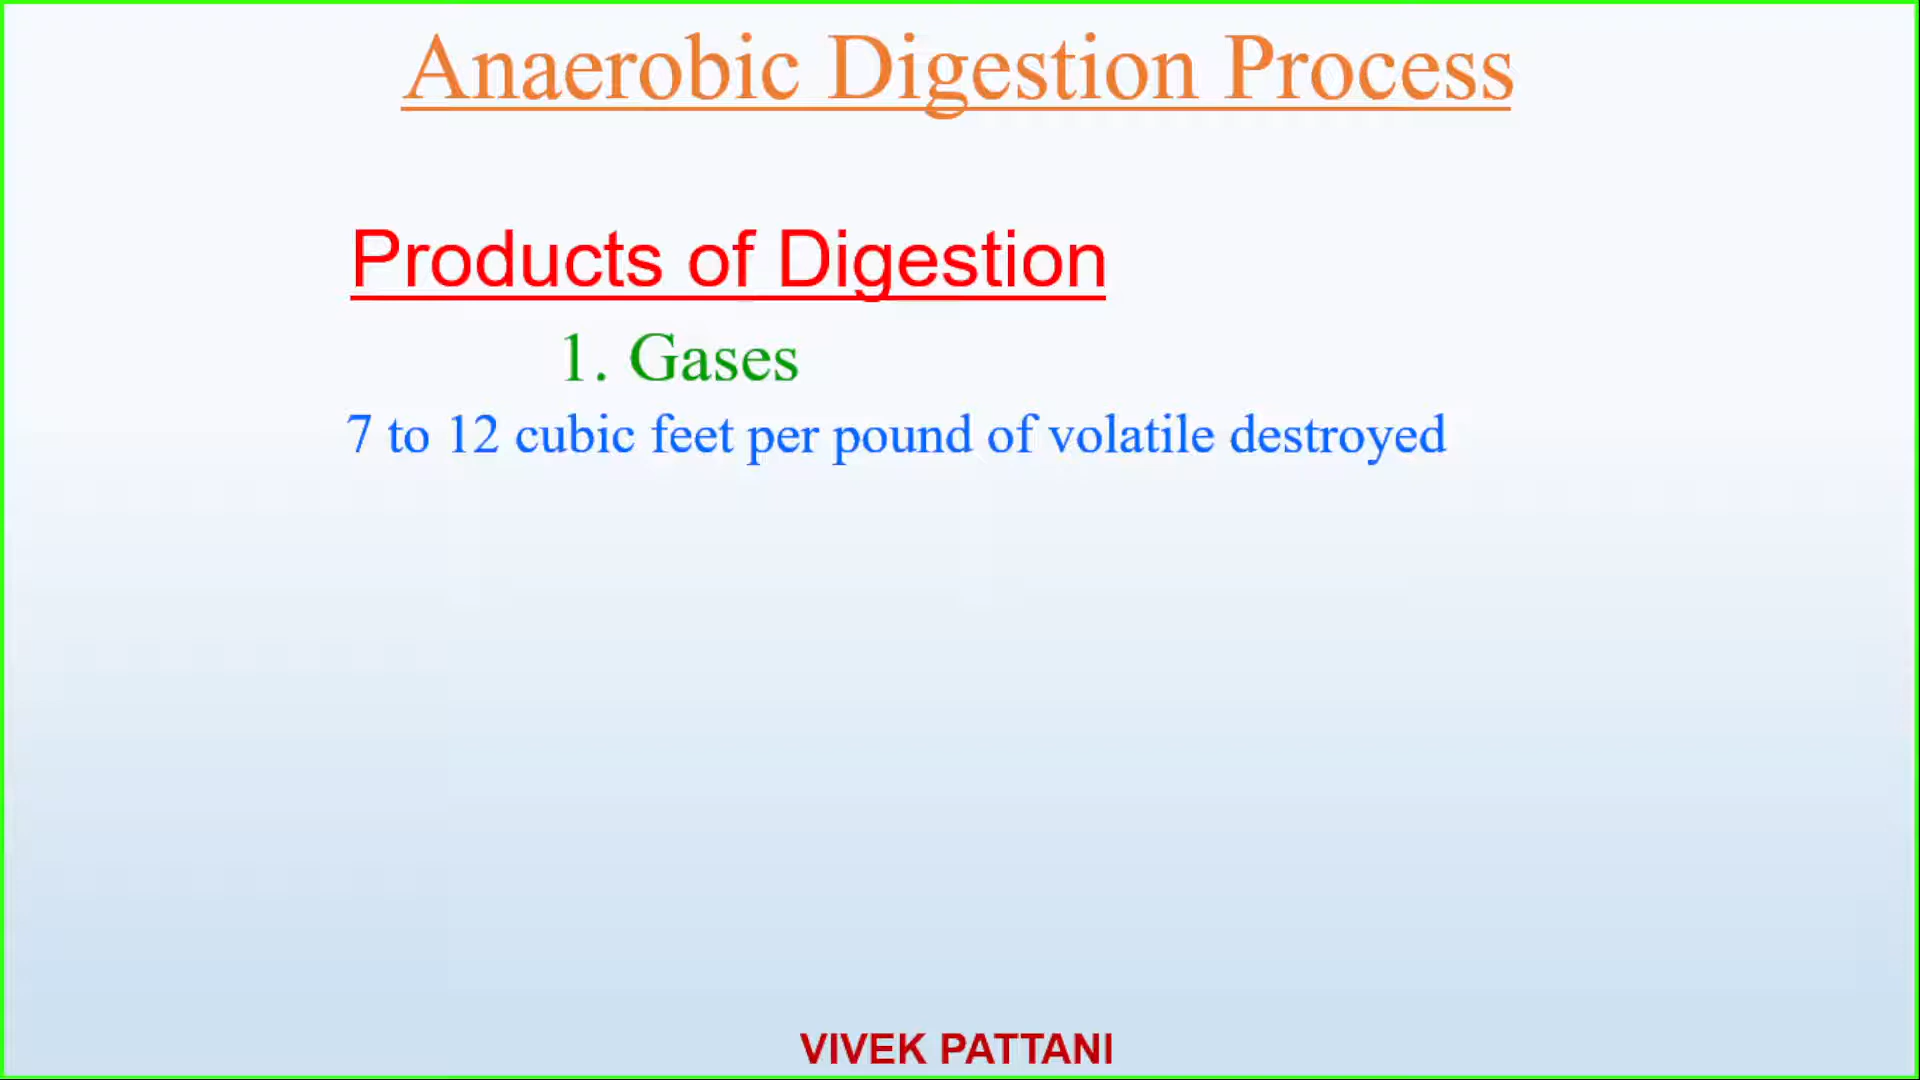 Anaerobic Digestion Process
Products of Digestion
1. Gases
7 to 12 cubic feet per pound of volatile destroyed
VIVEK PATTANI